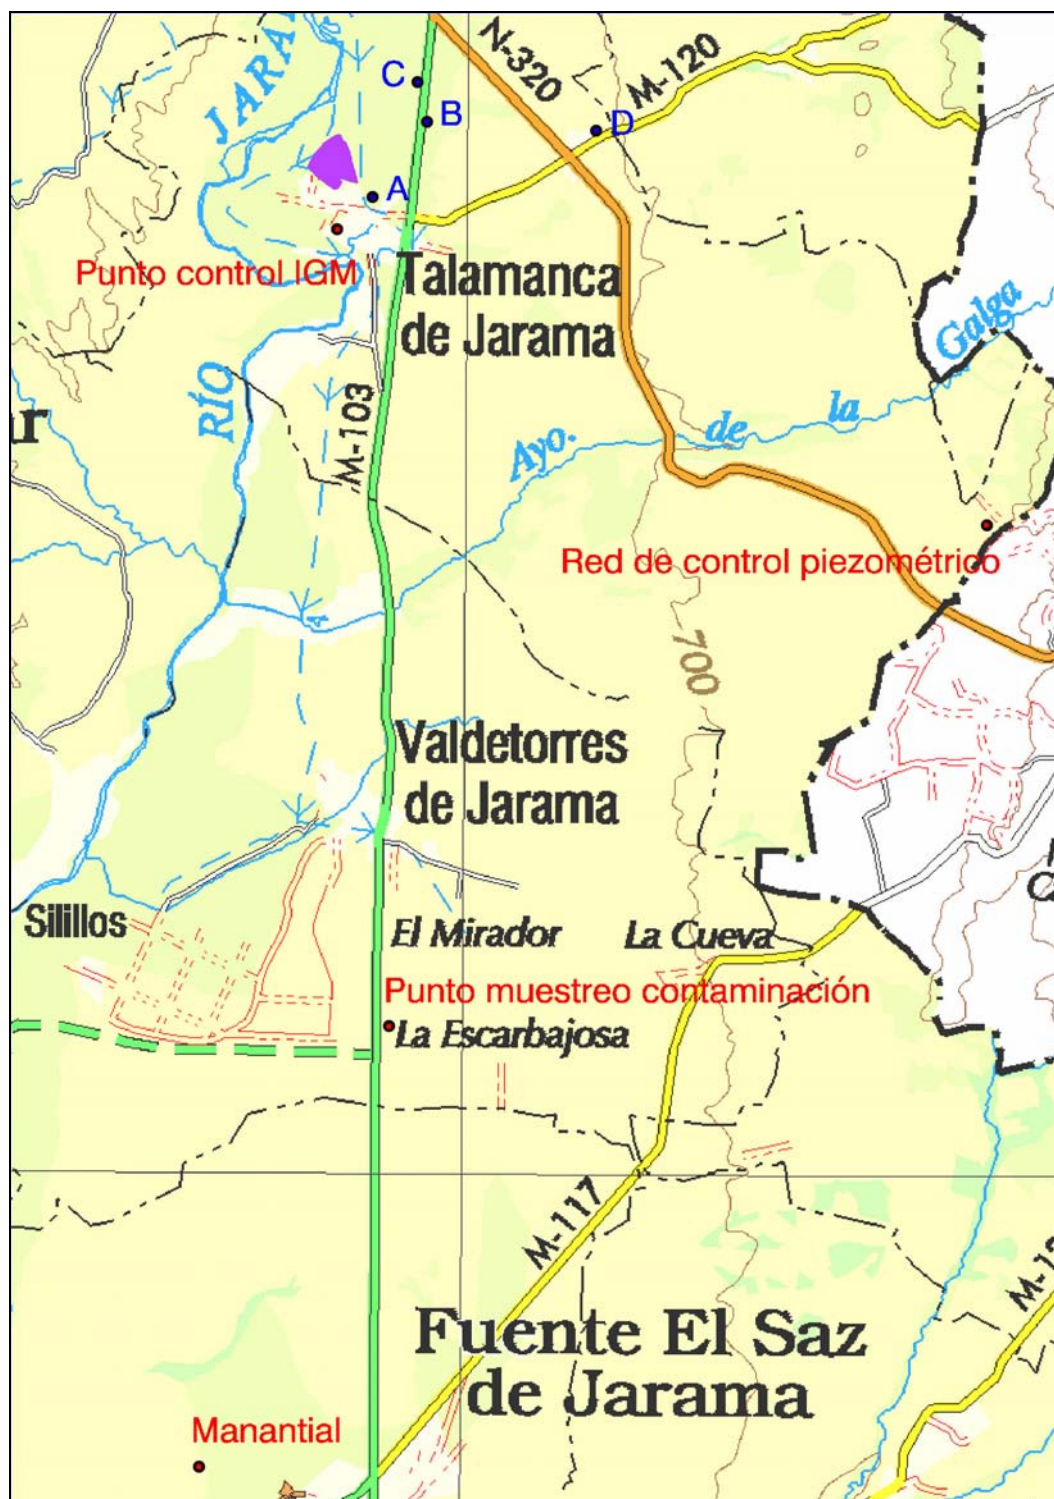 JARA
C
N-320
M-120
B
D
A
Punto control IGM
Talamanca
de Jarama
Galga
RÍO
M-103
Ayo. de la
Red de control piezométrico
700
Valdetorres
de Jarama
Silillos
El Mirador
La Cueva
Punto muestreo contaminación
La Escarbajosa
M-117
Fuente El Saz
de Jarama
Manantial